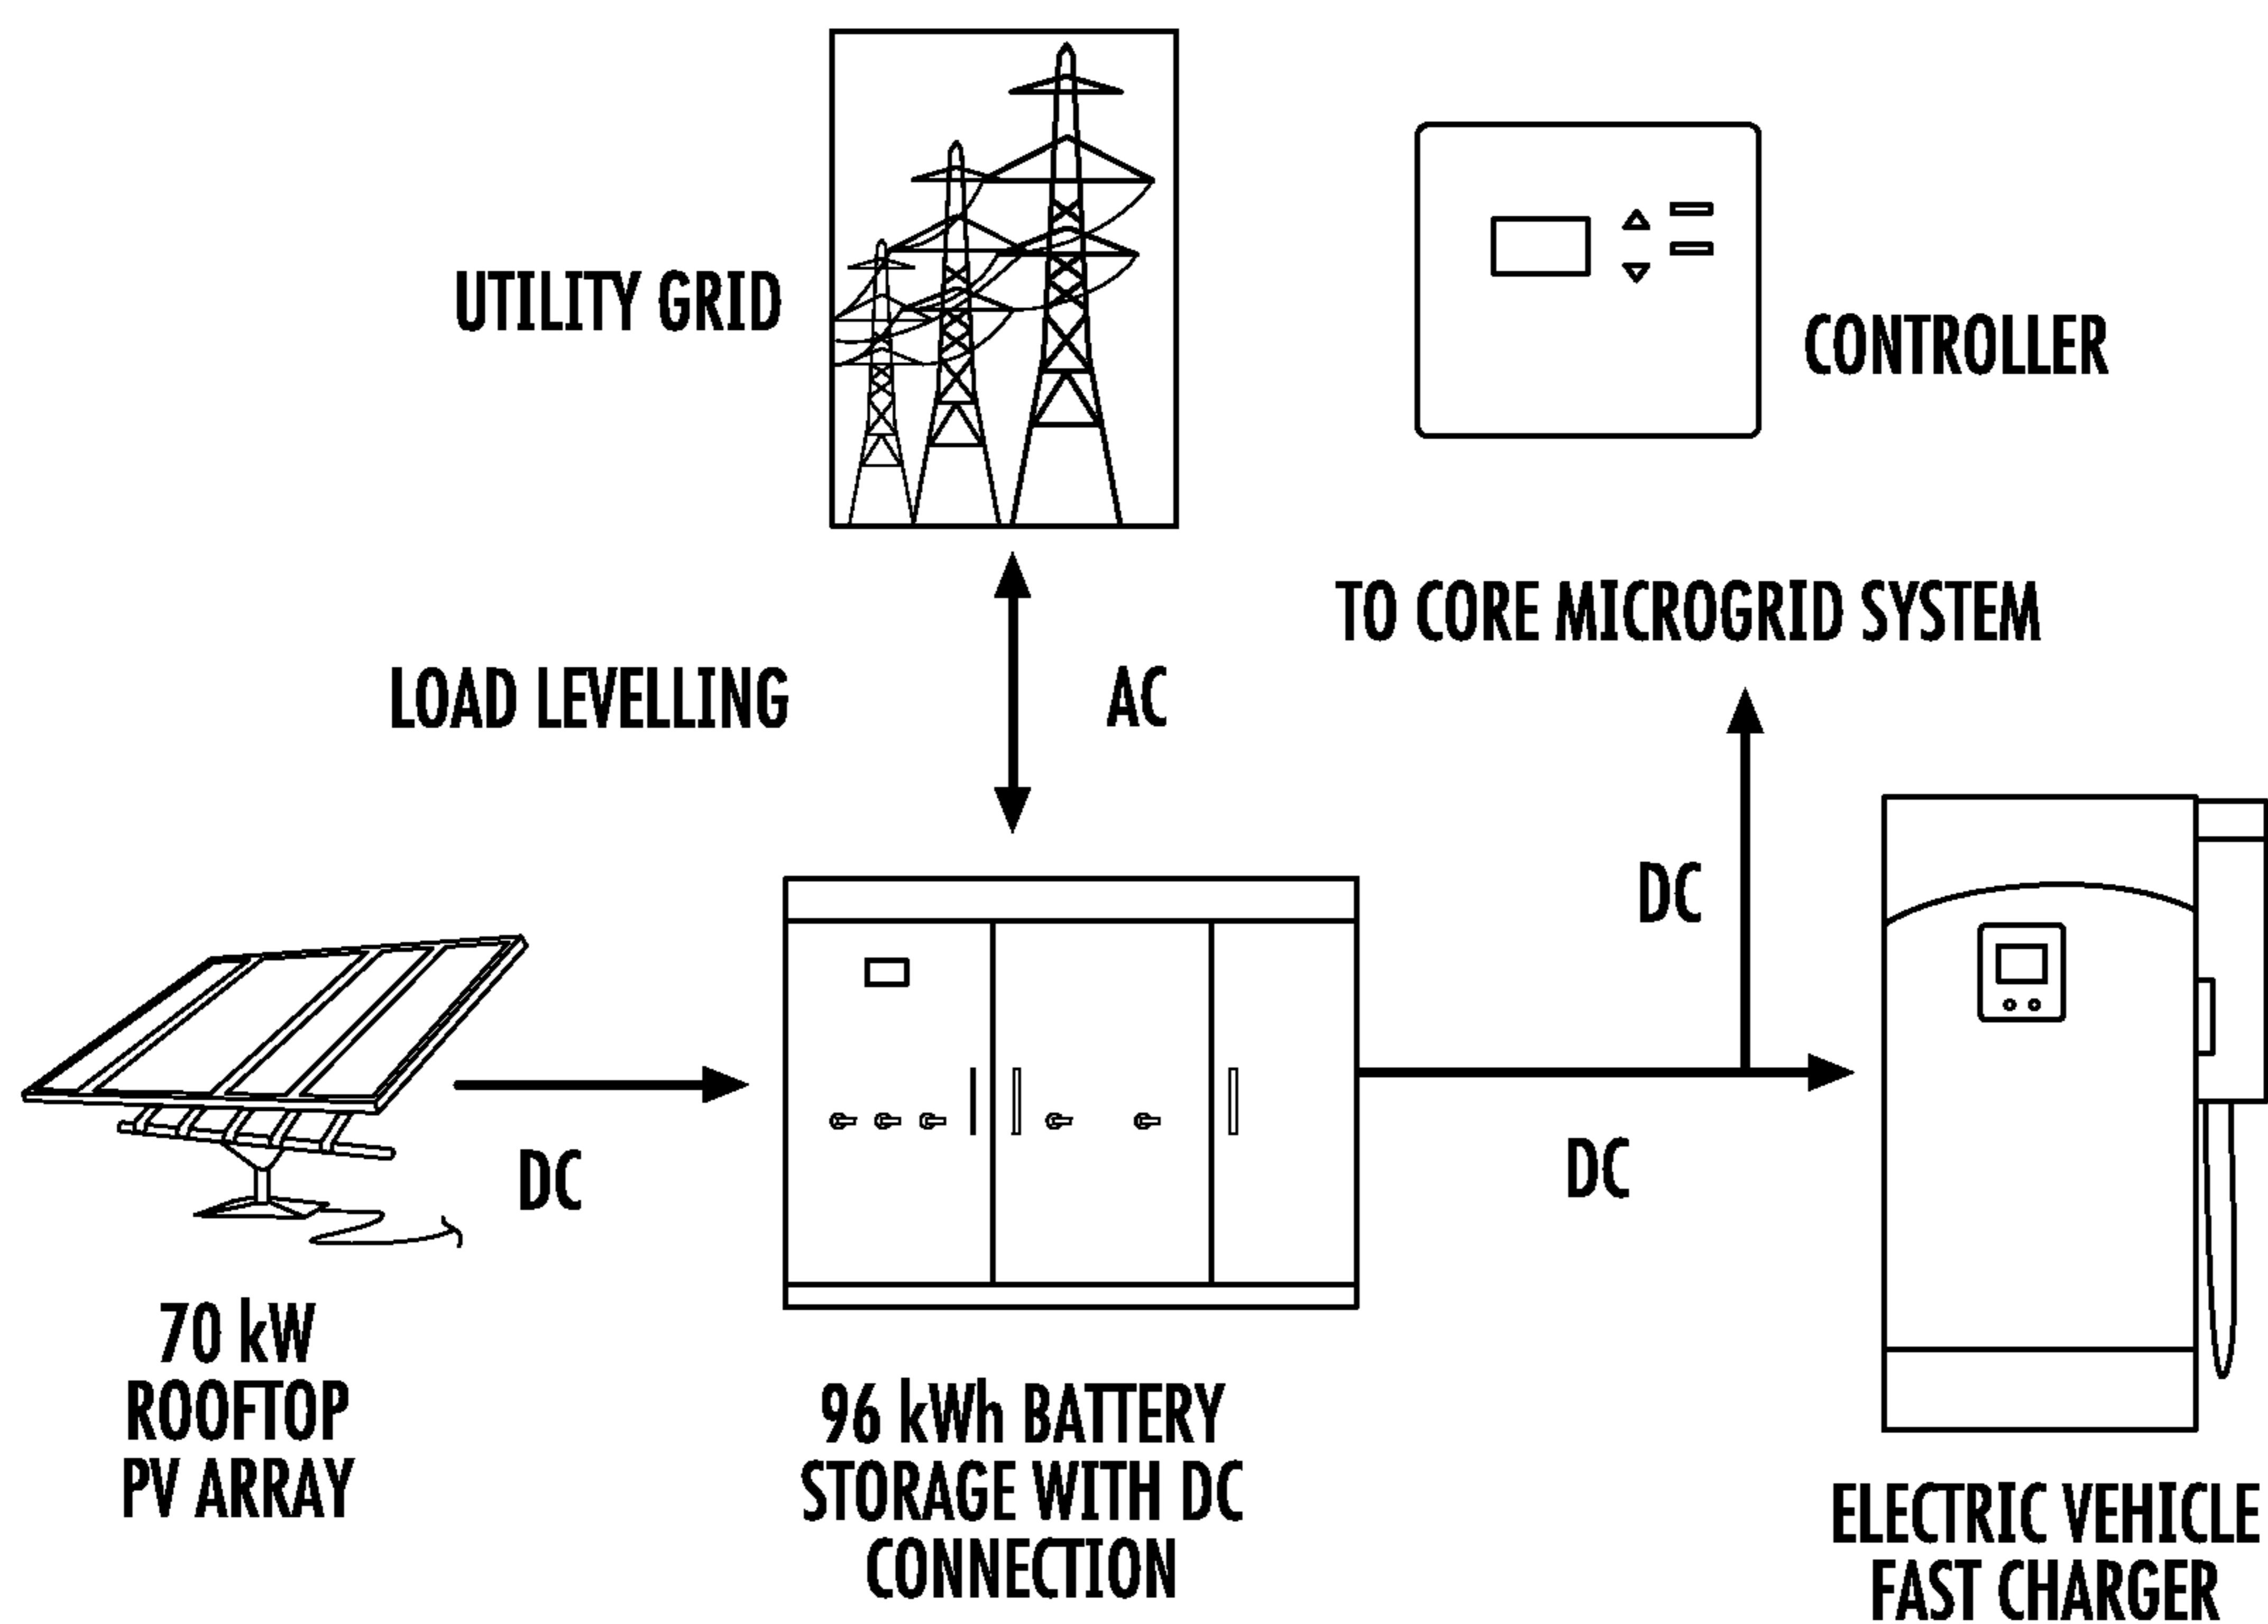 UTILITY GRID
CONTROLLER
TO CORE MICROGRID SYSTEM
LOAD LEVELLING
AC
DC
DC
DC
70 kW
ROOFTOP
PV ARRAY
96 kWh BATTERY
STORAGE WITH DC
CONNECTION
ELECTRIC VEHICLE
FAST CHARGER